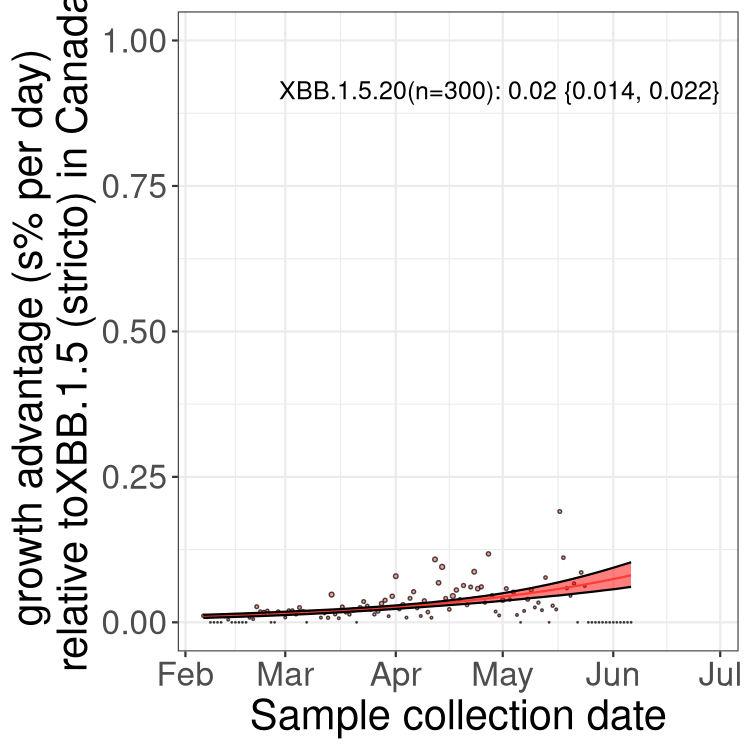 growth advantage (s% per day)
relative toXBB.1.5 (stricto) in Canada
1.00
0.75
0.50
0.25
0.00
XBB.1.5.20(n=300): 0.02 {0.014, 0.022}
Feb Mar Apr May Jun Jul
Sample collection date